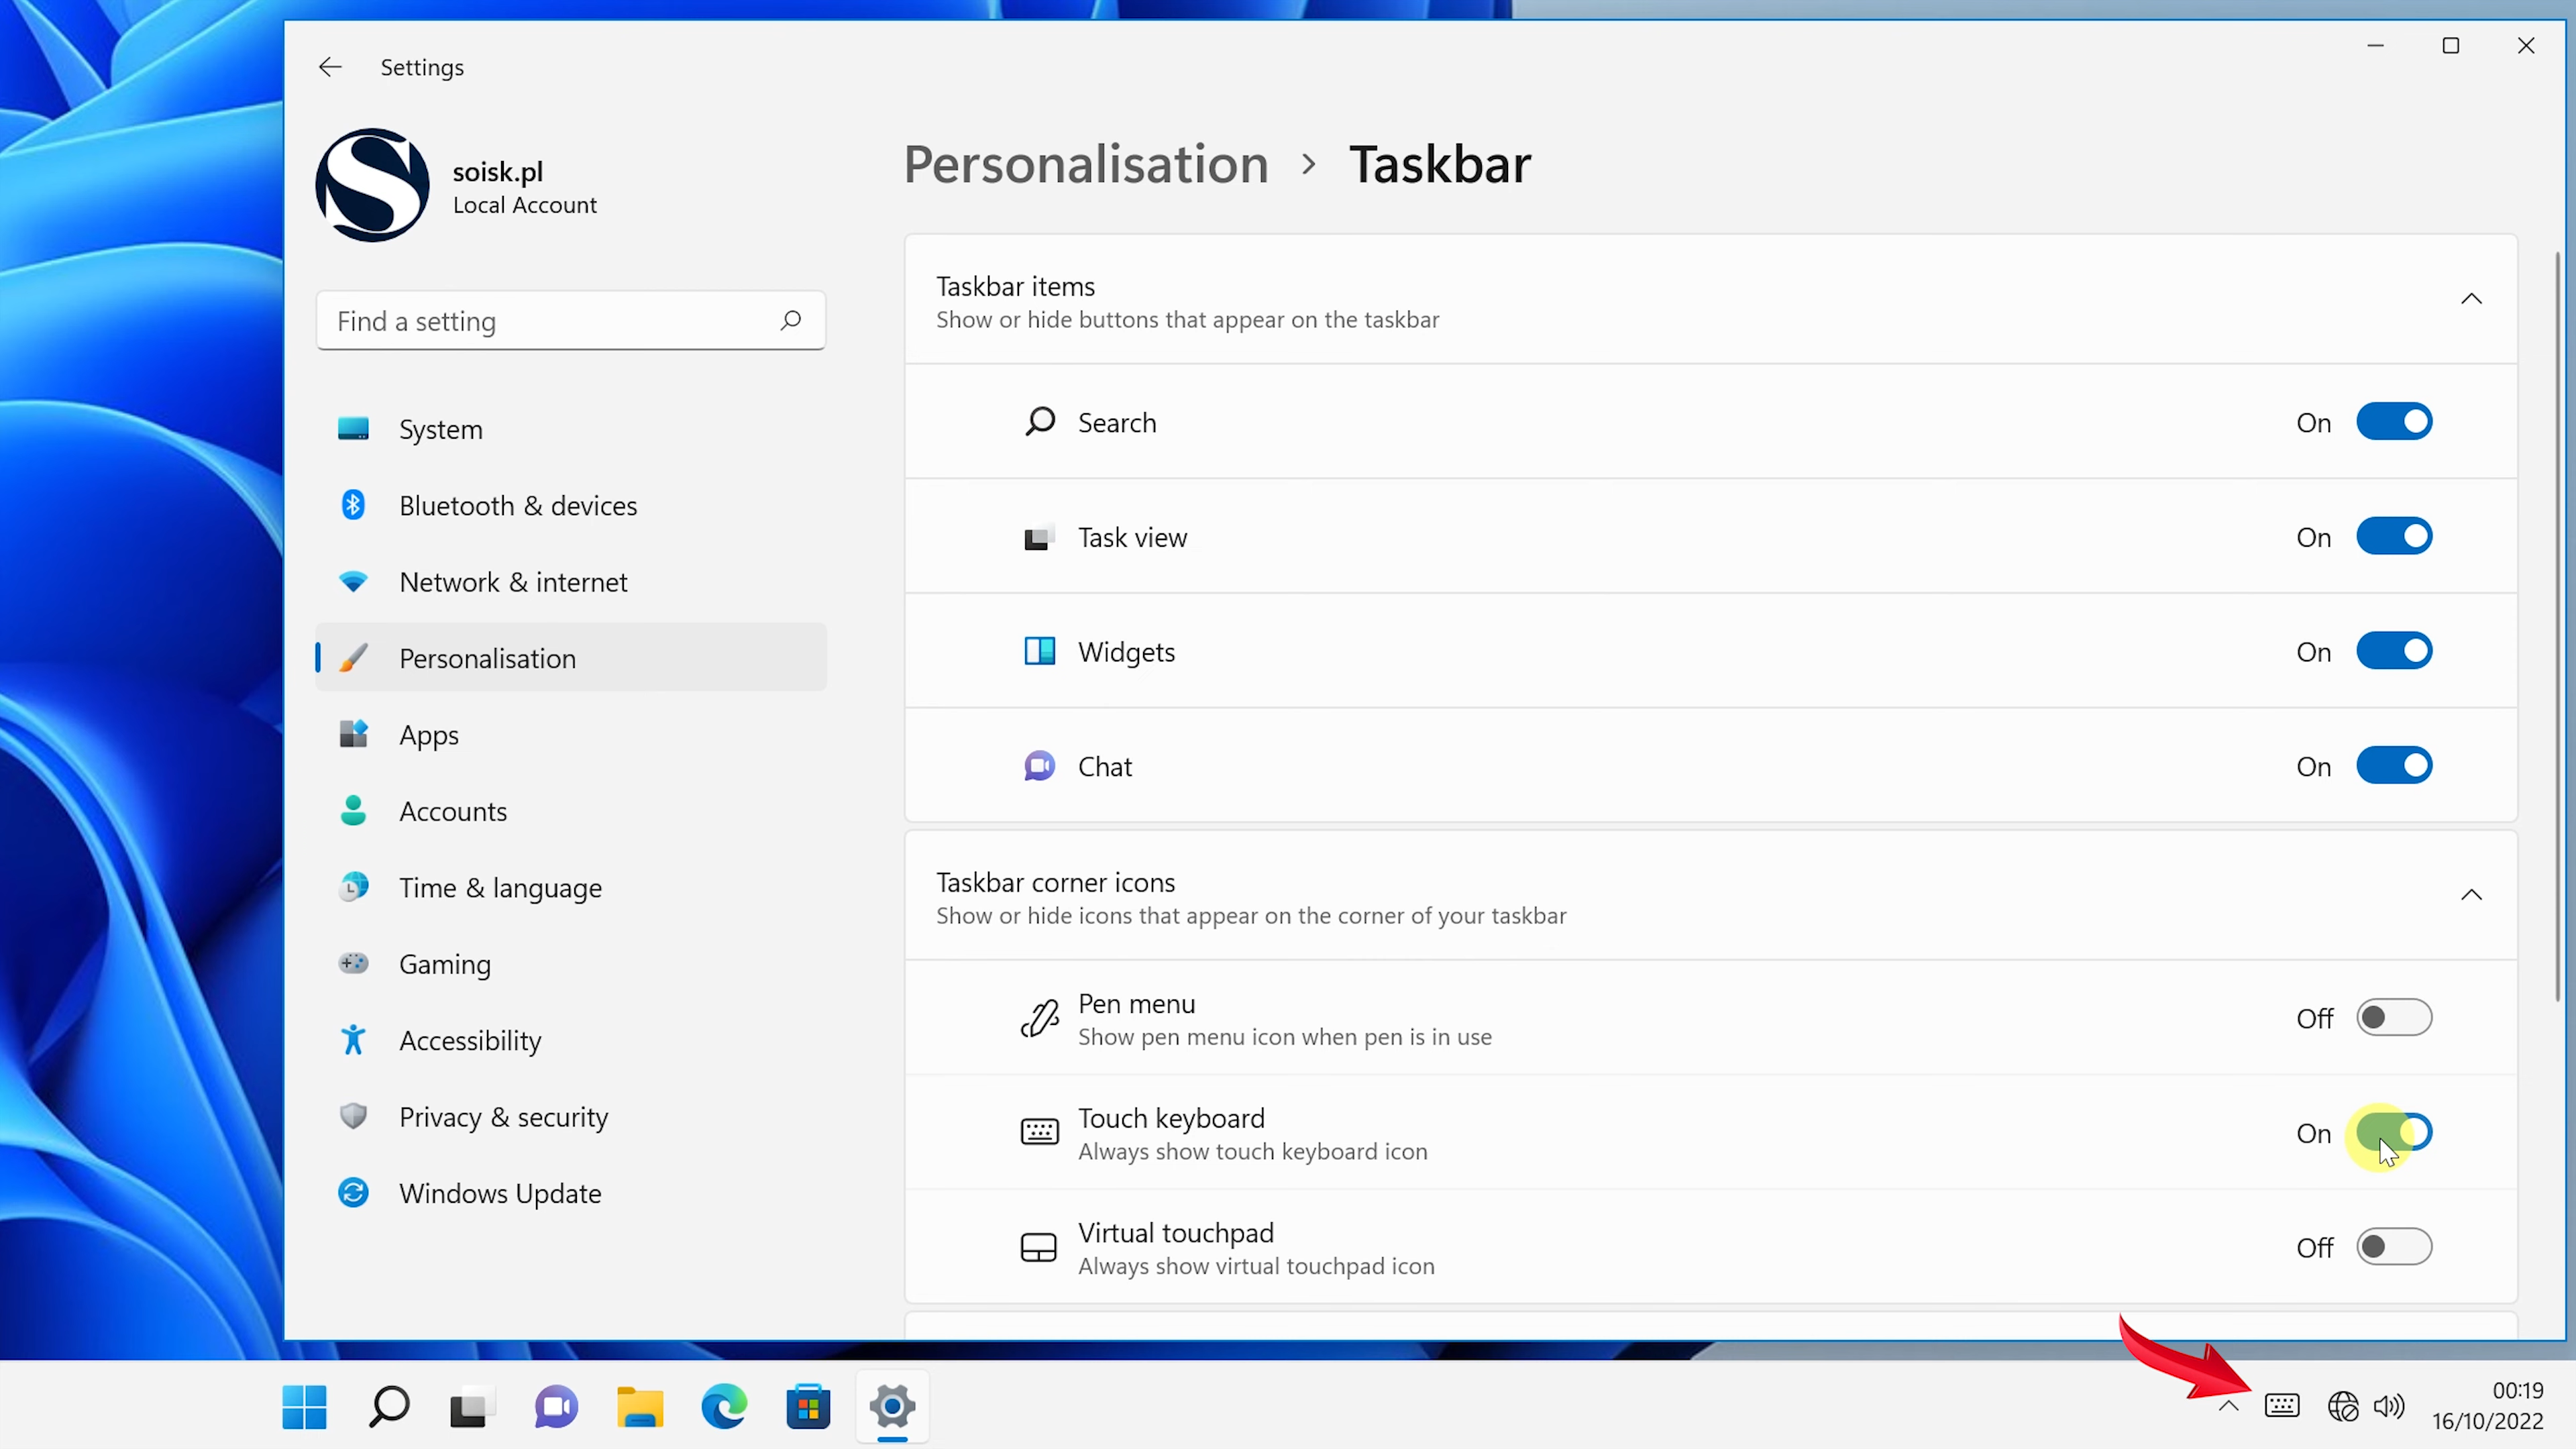 Settings
soisk.pl
Local Account
Find a setting
System
Bluetooth & devices
Network & internet
Personalisation
Apps
Accounts
Time & language
Gaming
Accessibility
Privacy & security
Windows Update
Personalisation > Taskbar
Taskbar items
Show or hide buttons that appear on the taskbar
Search On
Task view On
Widgets On
Chat On
Taskbar corner icons
Show or hide icons that appear on the corner of your taskbar
Pen menu
Show pen menu icon when pen is in use
Off
Touch keyboard
Always show touch keyboard icon
On
Virtual touchpad
Always show virtual touchpad icon
Off
00:19
16/10/2022